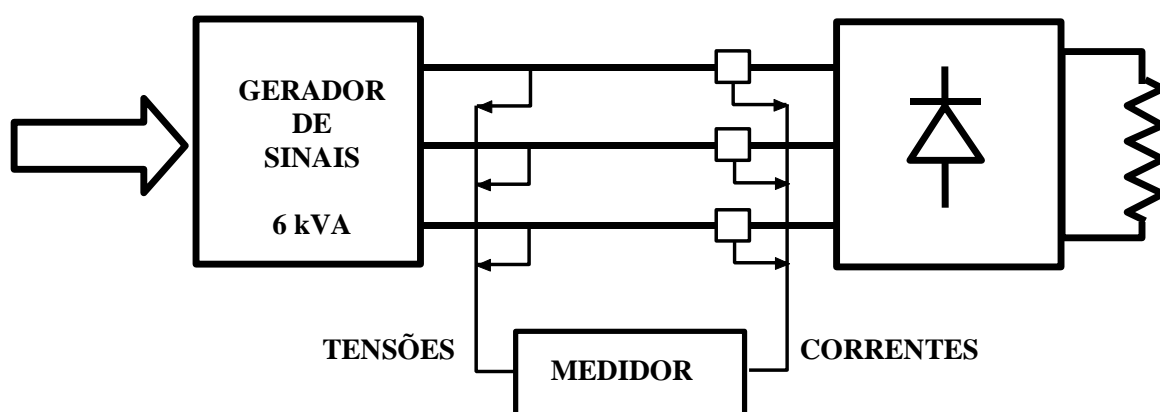 GERADOR
DE
SINAIS
6 kVA
TENSÕES
MEDIDOR
CORRENTES